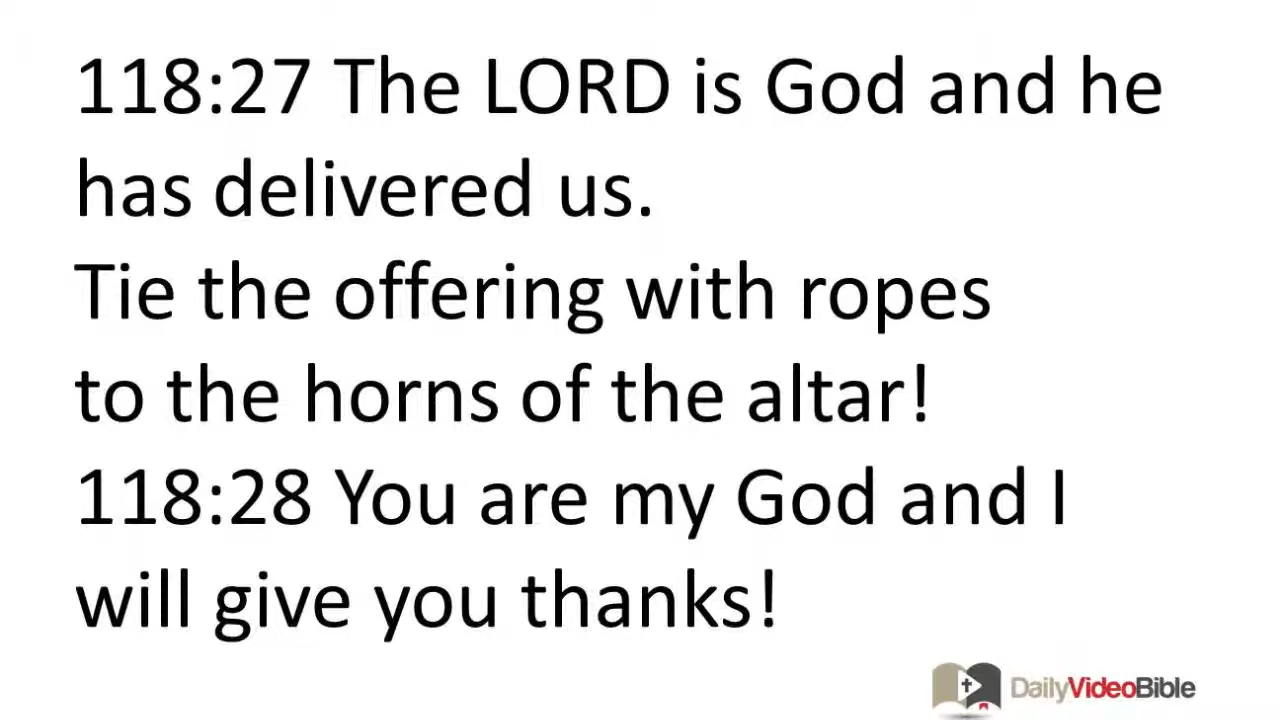 118:27 The LORD is God and he
has delivered us.
Tie the offering with ropes
to the horns of the altar!
118:28 You are my God and I
will give you thanks!
DailyVideoBible